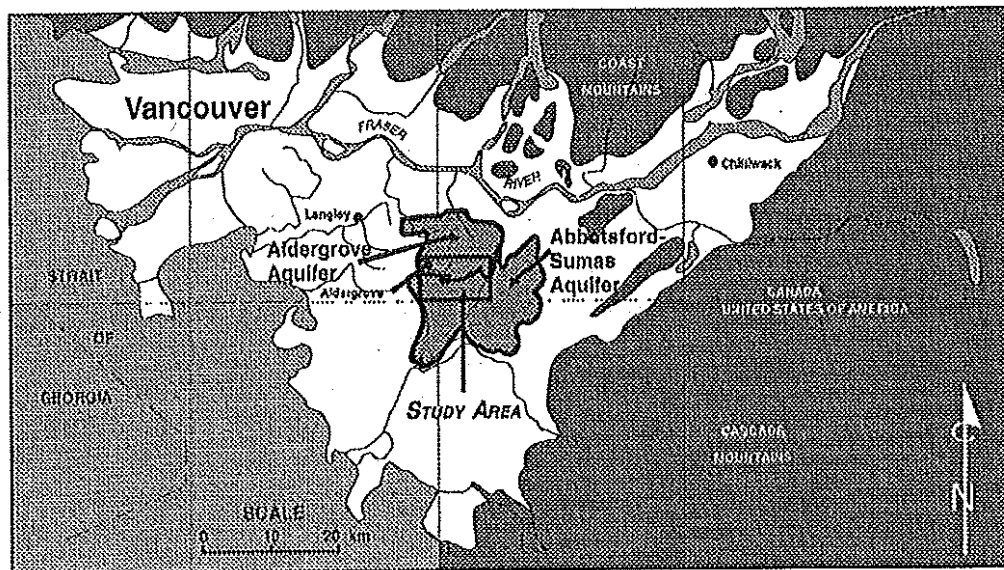 COAST
MOUNTAINS
Vancouver
FRASER
RIVER
Chilliwack
Langley
Aldergrove
Aquifer
Abbotsford-
Sumas
Aquifer
Aldergrove
STRAIT
OF
GEORGIA
CANADA
UNITED STATES OF AMERICA
STUDY AREA
CASCADE
MOUNTAINS
N
SCALE
0 10 20 km